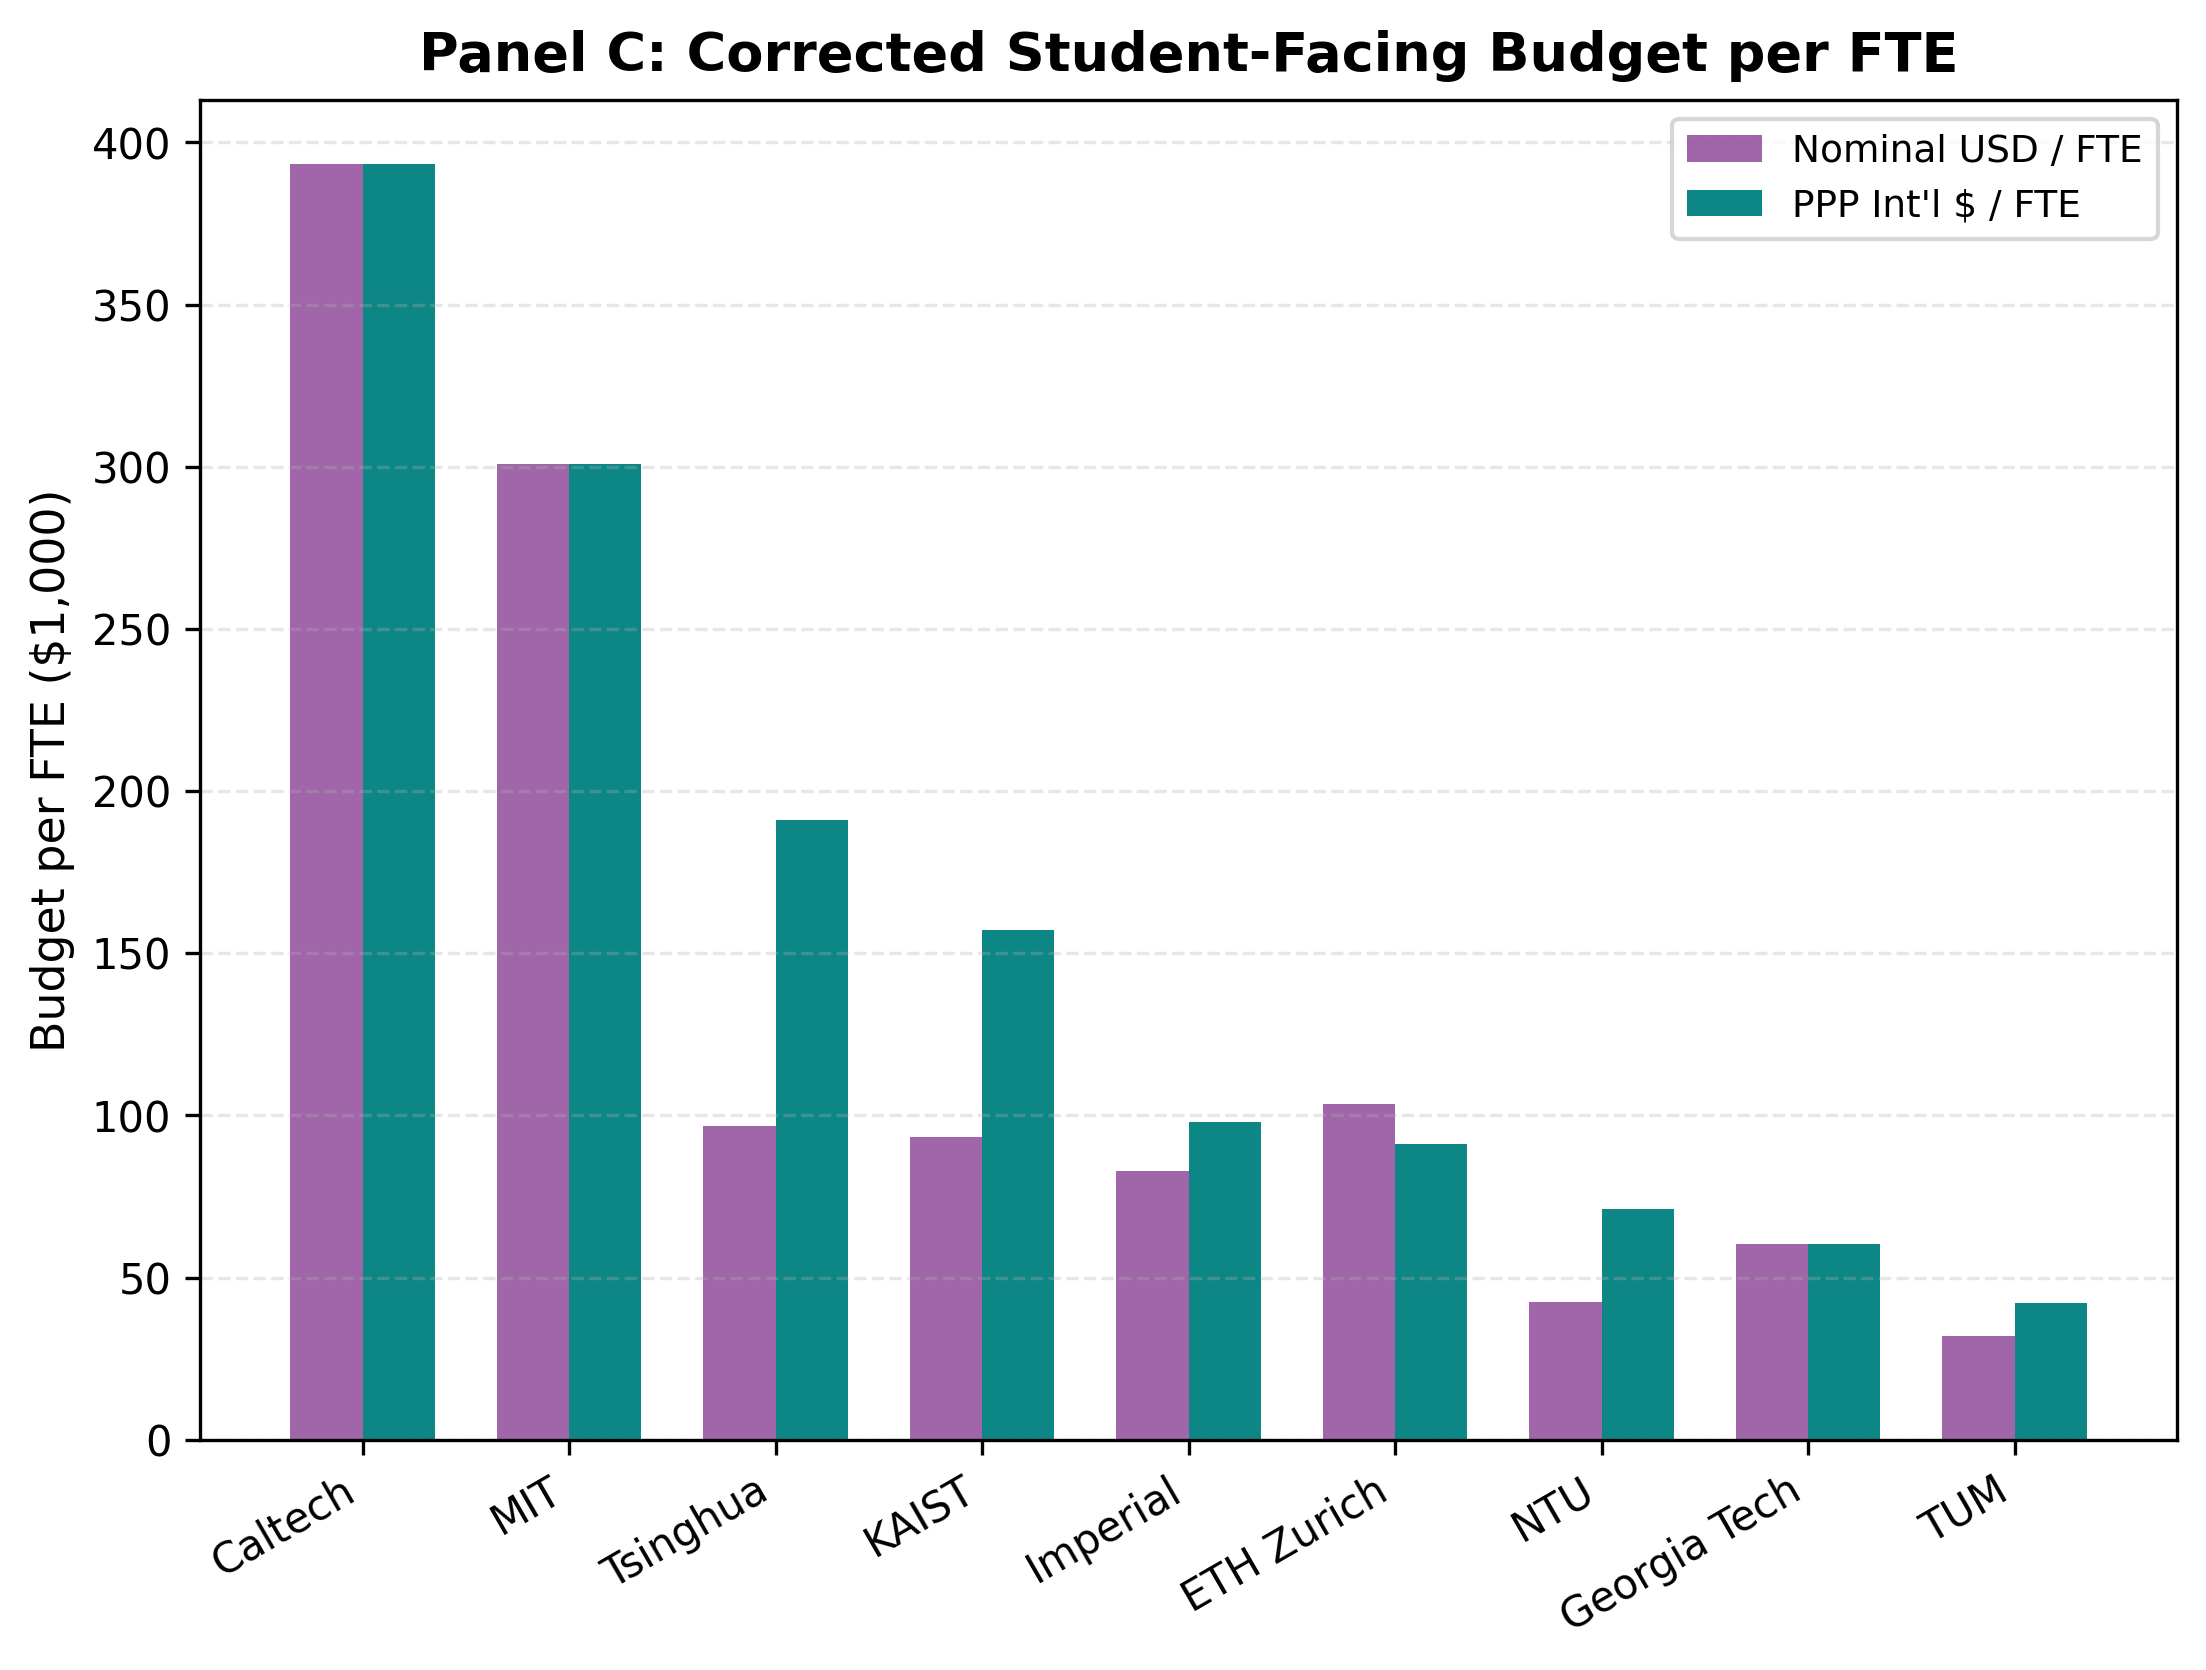 Panel C: Corrected Student-Facing Budget per FTE
Nominal USD / FTE
PPP Int'l $ / FTE
Budget per FTE ($1,000)
400
350
300
250
200
150
100
50
0
Caltech
MIT
Tsinghua
KAIST
Imperial
ETH Zurich
NTU
Georgia Tech
TUM